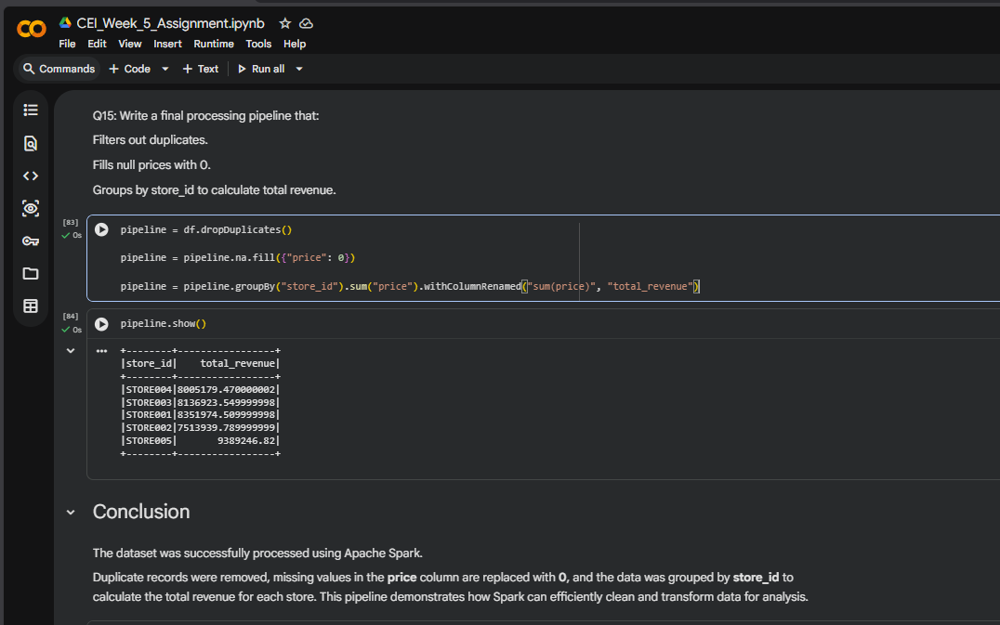 CO CEI_Week_5_Assignment.ipynb
File Edit View Insert Runtime Tools Help
Commands + Code + Text Run all
Q15: Write a final processing pipeline that:
Filters out duplicates.
Fills null prices with 0.
Groups by store_id to calculate total revenue.
[83]
0s
pipeline = df.dropDuplicates()
pipeline = pipeline.na.fill({"price": 0})
pipeline = pipeline.groupBy("store_id").sum("price").withColumnRenamed("sum(price)", "total_revenue")
[84]
0s
pipeline.show()
+--------+-----------------+
|store_id|    total_revenue|
+--------+-----------------+
|STORE004|8005179.470000002|
|STORE003|8136923.549999998|
|STORE001|8351974.509999998|
|STORE002|7513939.789999999|
|STORE005|       9389246.82|
+--------+-----------------+
Conclusion
The dataset was successfully processed using Apache Spark.
Duplicate records were removed, missing values in the price column are replaced with 0, and the data was grouped by store_id to
calculate the total revenue for each store. This pipeline demonstrates how Spark can efficiently clean and transform data for analysis.